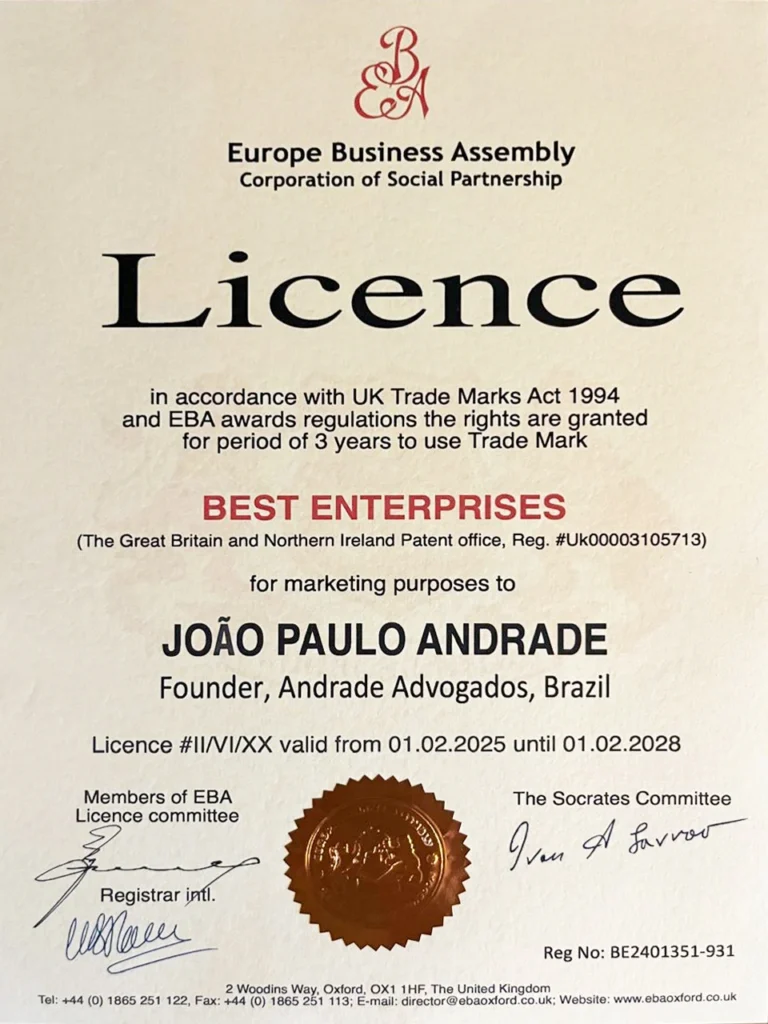 EBA
Europe Business Assembly
Corporation of Social Partnership
Licence
in accordance with UK Trade Marks Act 1994
and EBA awards regulations the rights are granted
for period of 3 years to use Trade Mark
BEST ENTERPRISES
(The Great Britain and Northern Ireland Patent office, Reg. #Uk00003105713)
for marketing purposes to
JOÃO PAULO ANDRADE
Founder, Andrade Advogados, Brazil
Licence #II/VI/XX valid from 01.02.2025 until 01.02.2028
Members of EBA
Licence committee
Registrar intl.
The Socrates Committee
Reg No: BE2401351-931
2 Woodins Way, Oxford, OX1 1HF, The United Kingdom
Tel: +44 (0) 1865 251 122, Fax: +44 (0) 1865 251 113; E-mail: director@ebaoxford.co.uk; Website: www.ebaoxford.co.uk